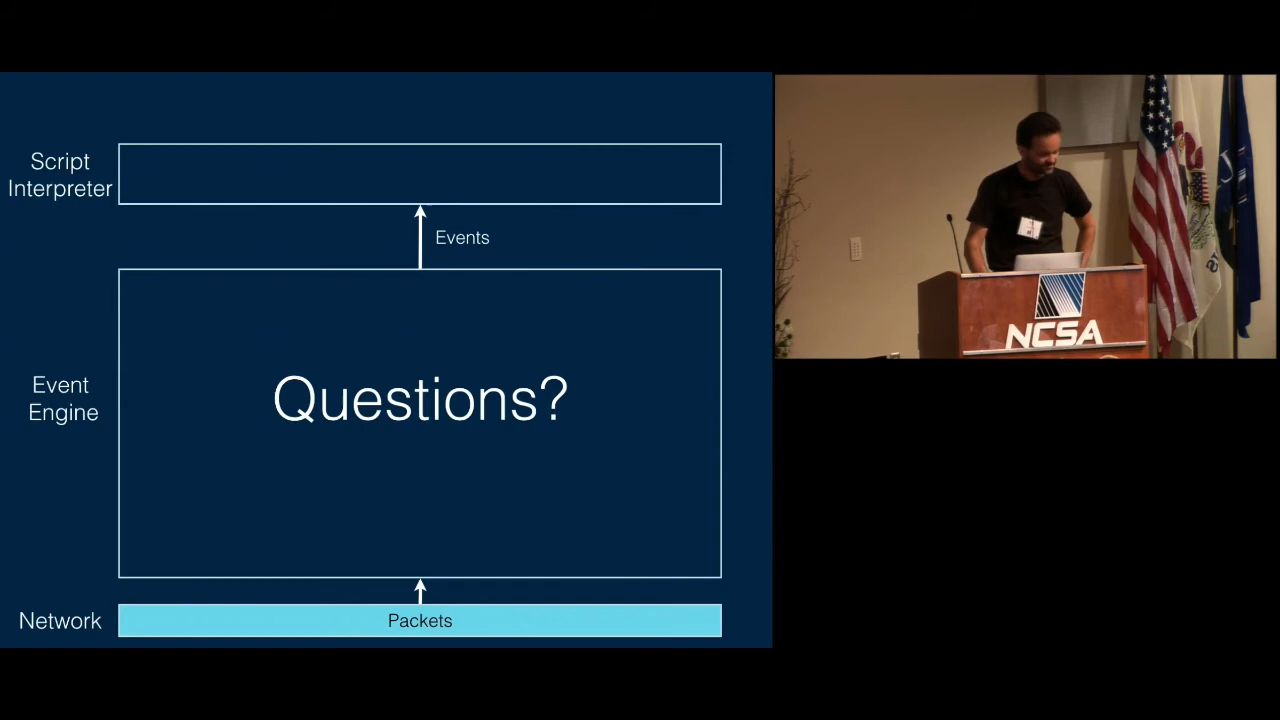 Script
Interpreter
Events
Event
Engine
Questions?
Network
Packets
NCSA